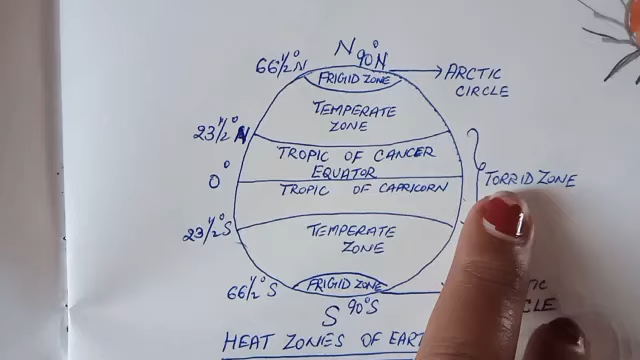 N 90°N
66½°N
FRIGID ZONE
ARCTIC
CIRCLE
TEMPERATE
ZONE
23½°N
TROPIC OF CANCER
EQUATOR
0°
TROPIC OF CAPRICORN
TORRID ZONE
23½°S
TEMPERATE
ZONE
66½°S
FRIGID ZONE
S 90°S
HEAT ZONES OF